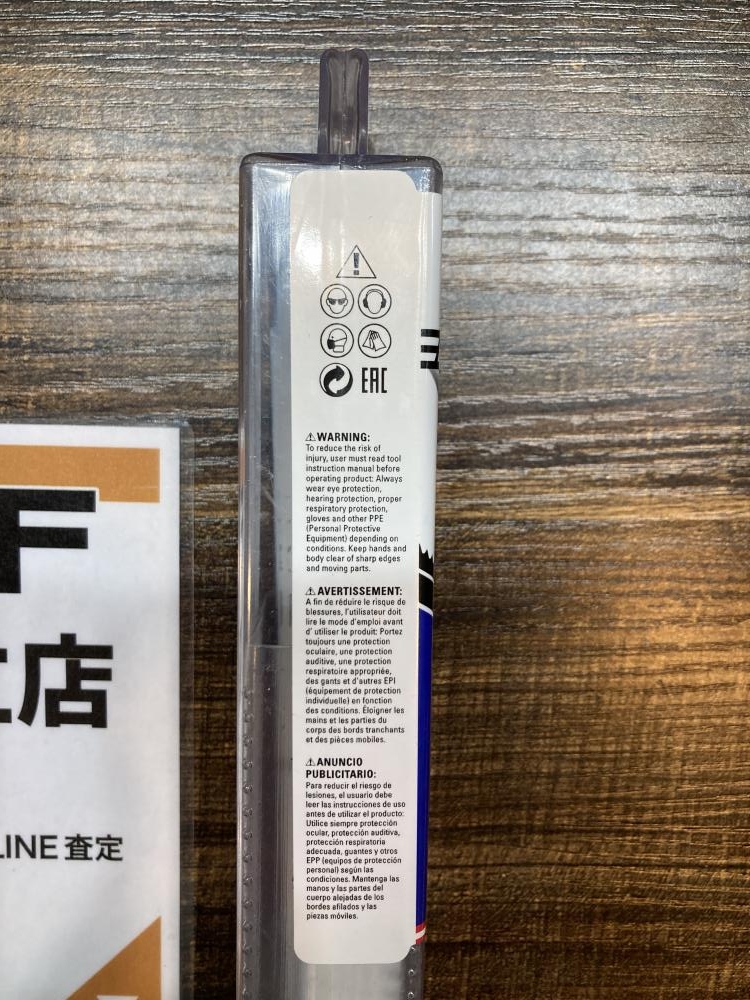 EAC
⚠WARNING:
To reduce the risk of
injury, user must read tool
instruction manual before
operating product: Always
wear eye protection,
hearing protection, proper
respiratory protection,
gloves and other PPE
(Personal Protective
Equipment) depending on
conditions. Keep hands and
body clear of sharp edges
and moving parts.
⚠AVERTISSEMENT:
A fin de réduire le risque de
blessures, l'utilisateur doit
lire le mode d'emploi avant
d' utiliser le produit: Portez
toujours une protection
oculaire, une protection
auditive, une protection
respiratoire appropriée,
des gants et d'autres EPI
(équipement de protection
individuelle) en fonction
des conditions. Éloigner les
mains et les parties du
corps des bords tranchants
et des pièces mobiles.
⚠ANUNCIO
PUBLICITARIO:
Para reducir el riesgo de
lesiones, el usuario debe
leer las instrucciones de uso
antes de utilizar el producto:
Utilice siempre protección
ocular, protección auditiva,
protección respiratoria
adecuada, guantes y otros
EPP (equipos de protección
personal) según las
condiciones. Mantenga las
manos y las partes del
cuerpo alejadas de los
bordes afilados y las
piezas móviles.
F
店
LINE 査定